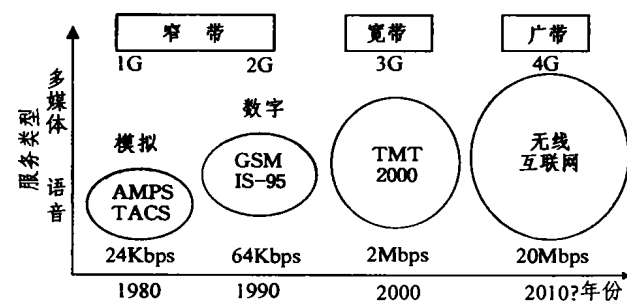 窄 带
宽带
广带
1G
2G
3G
4G
服务类型
多媒体
语音
模拟
数字
AMPS
TACS
GSM
IS-95
TMT
2000
无线
互联网
24Kbps
64Kbps
2Mbps
20Mbps
1980
1990
2000
2010?年份